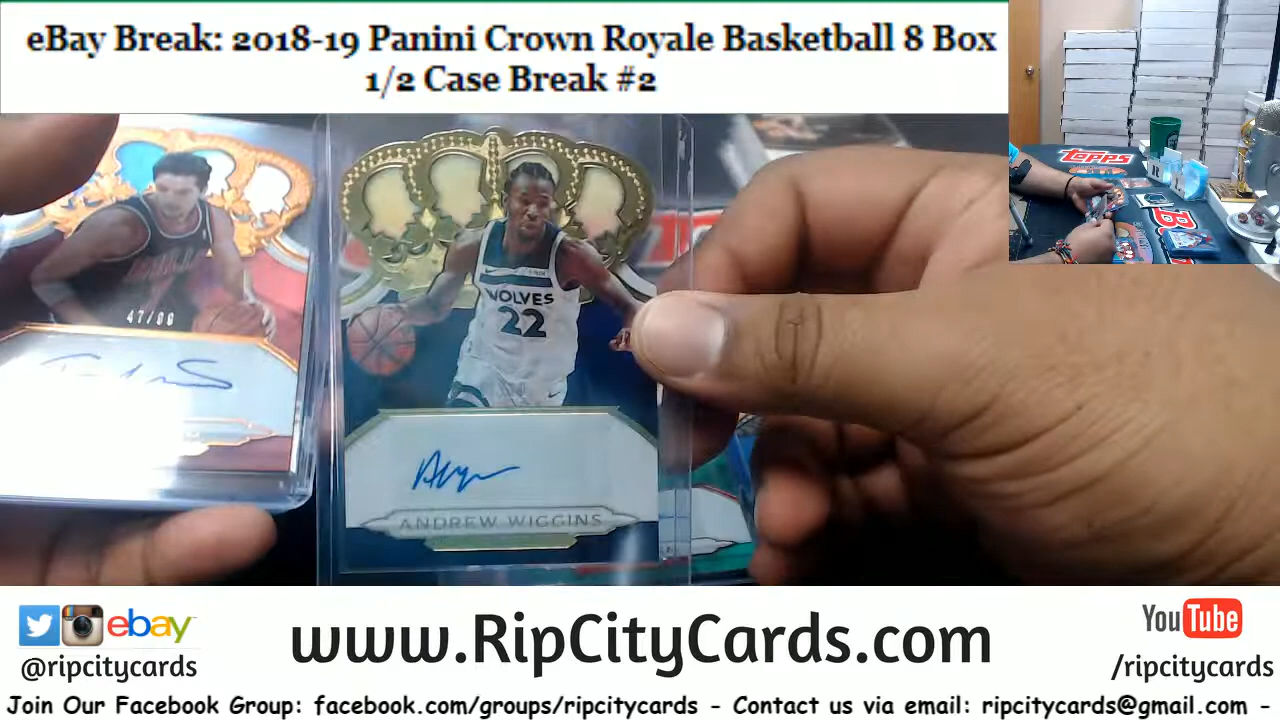 eBay Break: 2018-19 Panini Crown Royale Basketball 8 Box
1/2 Case Break #2
47/99
WOLVES
22
ANDREW WIGGINS
Topps
ebay
@ripcitycards
www.RipCityCards.com
YouTube
/ripcitycards
Join Our Facebook Group: facebook.com/groups/ripcitycards - Contact us via email: ripcitycards@gmail.com -